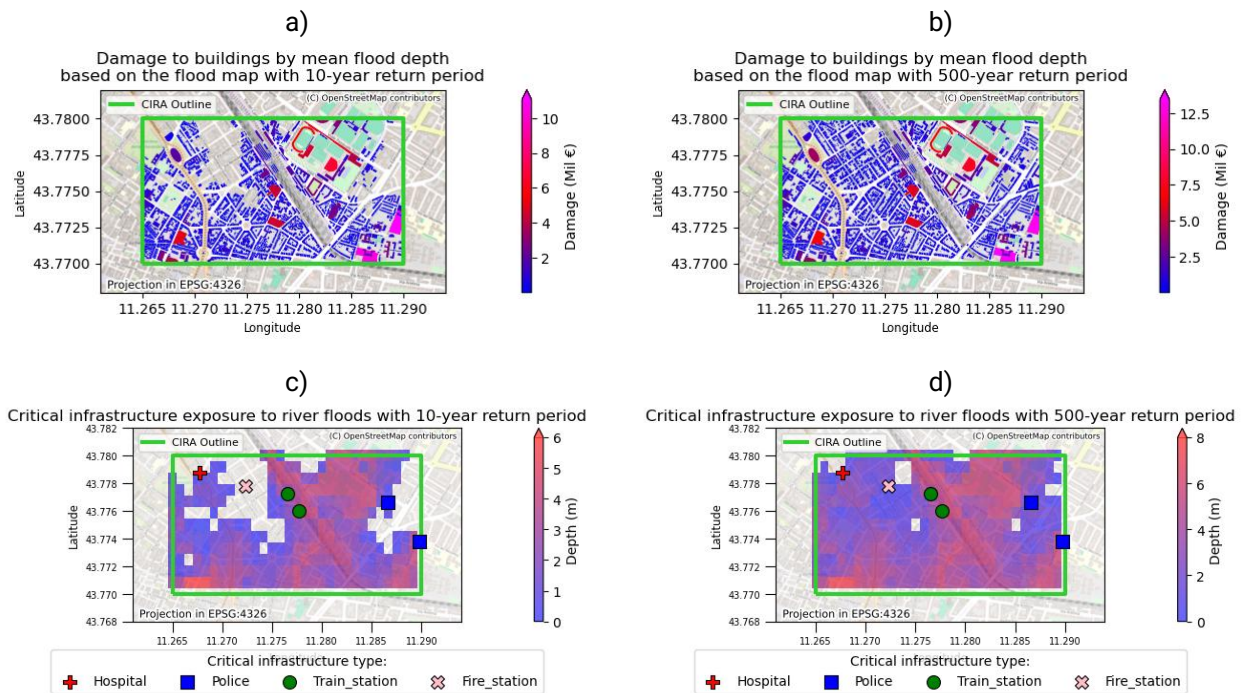 a)
Damage to buildings by mean flood depth
based on the flood map with 10-year return period
CIRA Outline
(C) OpenStreetMap contributors
43.7800
43.7775
43.7750
43.7725
43.7700
Latitude
Projection in EPSG:4326
11.265 11.270 11.275 11.280 11.285 11.290
Longitude
10
8
6
4
2
Damage (Mil €)
b)
Damage to buildings by mean flood depth
based on the flood map with 500-year return period
CIRA Outline
(C) OpenStreetMap contributors
43.7800
43.7775
43.7750
43.7725
43.7700
Latitude
Projection in EPSG:4326
11.265 11.270 11.275 11.280 11.285 11.290
Longitude
12.5
10.0
7.5
5.0
2.5
Damage (Mil €)
c)
Critical infrastructure exposure to river floods with 10-year return period
CIRA Outline
(C) OpenStreetMap contributors
43.782
43.780
43.778
43.776
43.774
43.772
43.770
43.768
Latitude
Projection in EPSG:4326
11.265 11.270 11.275 11.280 11.285 11.290
6
5
4
3
2
1
0
Depth (m)
Critical infrastructure type:
Hospital Police Train_station Fire_station
d)
Critical infrastructure exposure to river floods with 500-year return period
CIRA Outline
(C) OpenStreetMap contributors
43.782
43.780
43.778
43.776
43.774
43.772
43.770
43.768
Latitude
Projection in EPSG:4326
11.265 11.270 11.275 11.280 11.285 11.290
8
6
4
2
0
Depth (m)
Critical infrastructure type:
Hospital Police Train_station Fire_station